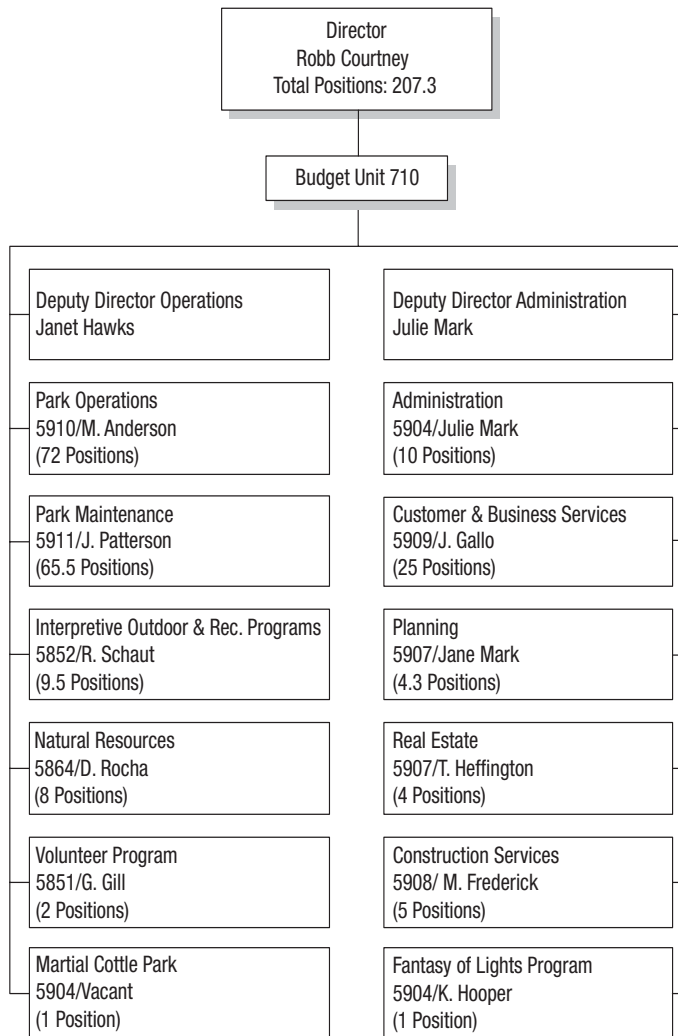 Director
Robb Courtney
Total Positions: 207.3
Budget Unit 710
Deputy Director Operations
Janet Hawks
Deputy Director Administration
Julie Mark
Park Operations
5910/M. Anderson
(72 Positions)
Administration
5904/Julie Mark
(10 Positions)
Park Maintenance
5911/J. Patterson
(65.5 Positions)
Customer & Business Services
5909/J. Gallo
(25 Positions)
Interpretive Outdoor & Rec. Programs
5852/R. Schaut
(9.5 Positions)
Planning
5907/Jane Mark
(4.3 Positions)
Natural Resources
5864/D. Rocha
(8 Positions)
Real Estate
5907/T. Heffington
(4 Positions)
Volunteer Program
5851/G. Gill
(2 Positions)
Construction Services
5908/ M. Frederick
(5 Positions)
Martial Cottle Park
5904/Vacant
(1 Position)
Fantasy of Lights Program
5904/K. Hooper
(1 Position)